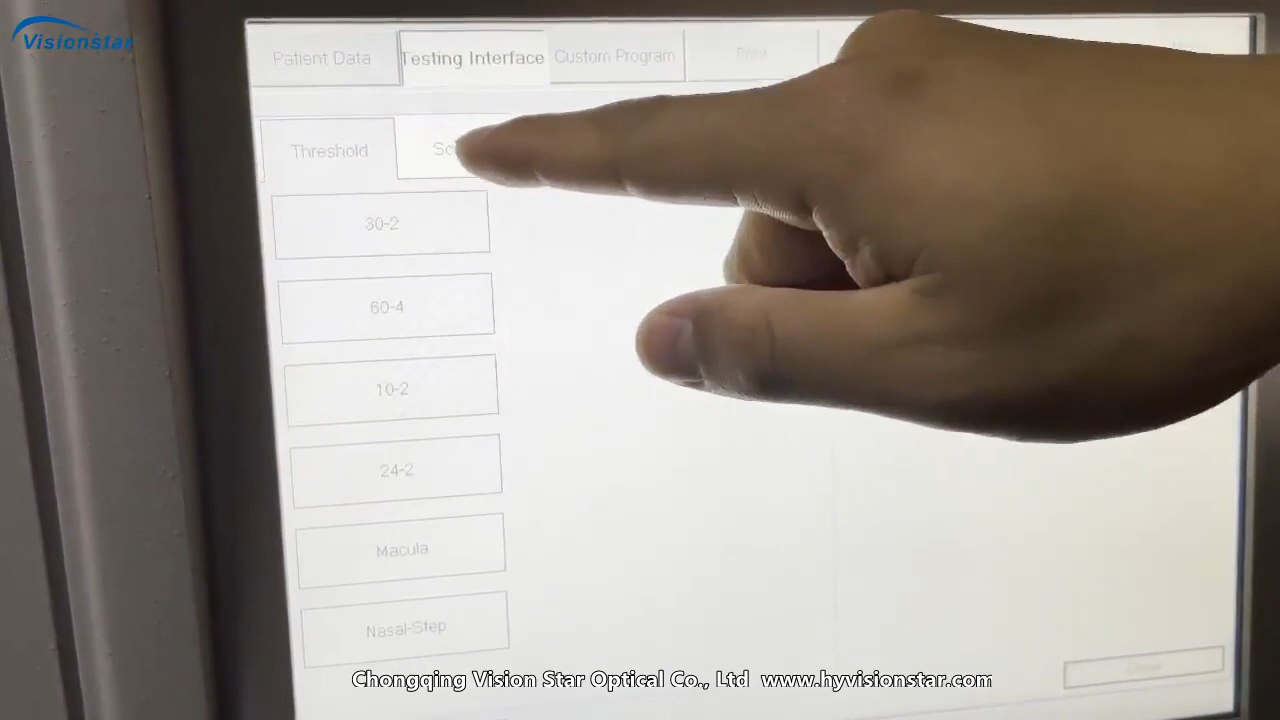 Visionstar
Patient Data
Testing Interface
Custom Program
Print
Threshold
30-2
60-4
10-2
24-2
Macula
Nasal-Step
Chongqing Vision Star Optical Co., Ltd www.hyvisionstar.com